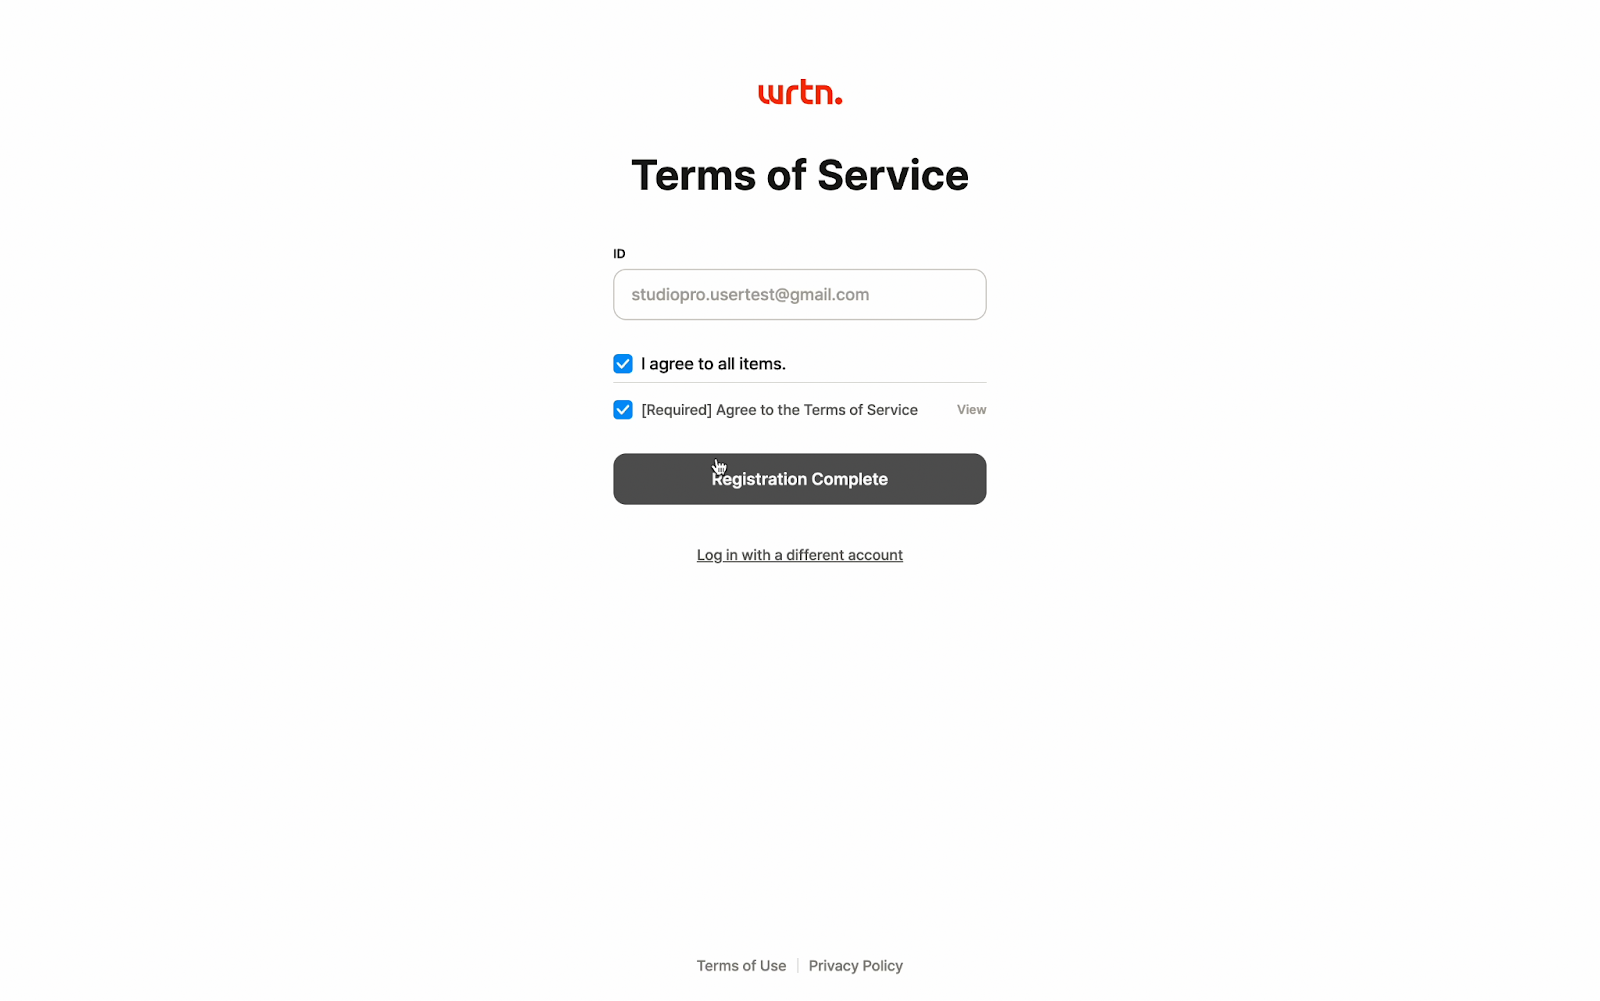 wrtn.
Terms of Service
ID
studiopro.usertest@gmail.com
I agree to all items.
[Required] Agree to the Terms of Service View
Registration Complete
Log in with a different account
Terms of Use | Privacy Policy